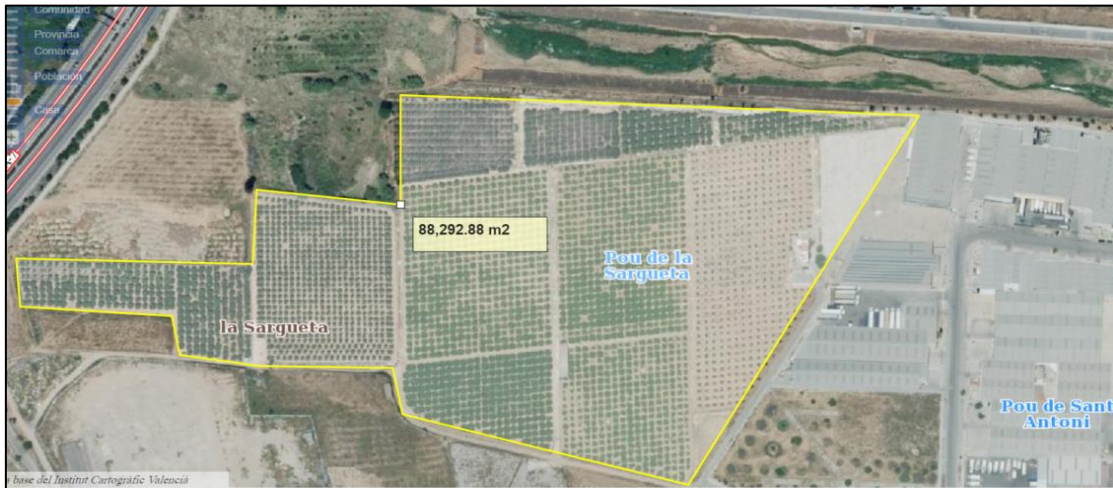 Comunidad
Provincia
Comarca
Población
Casa
88,292.88 m2
Pou de la
Sargueta
la Sargueta
Pou de Sant
Antoni
base del Institut Cartogràfic Valencià